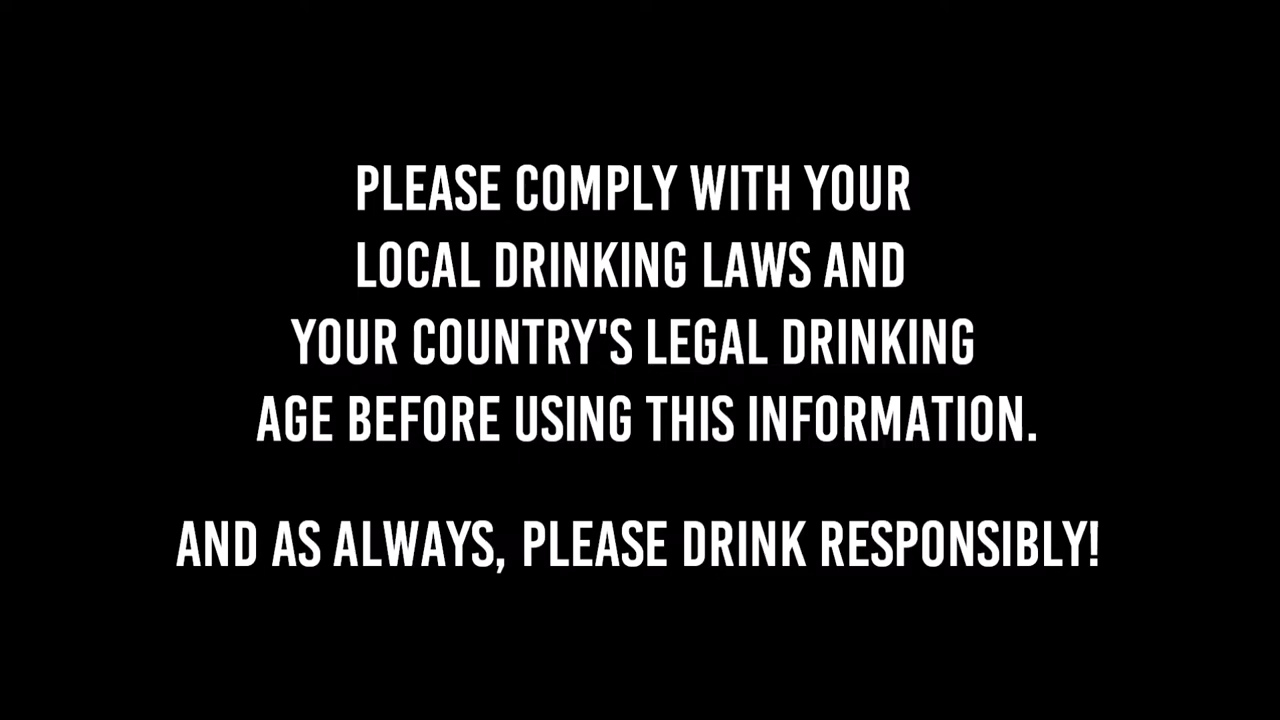 PLEASE COMPLY WITH YOUR
LOCAL DRINKING LAWS AND
YOUR COUNTRY'S LEGAL DRINKING
AGE BEFORE USING THIS INFORMATION.
AND AS ALWAYS, PLEASE DRINK RESPONSIBLY!